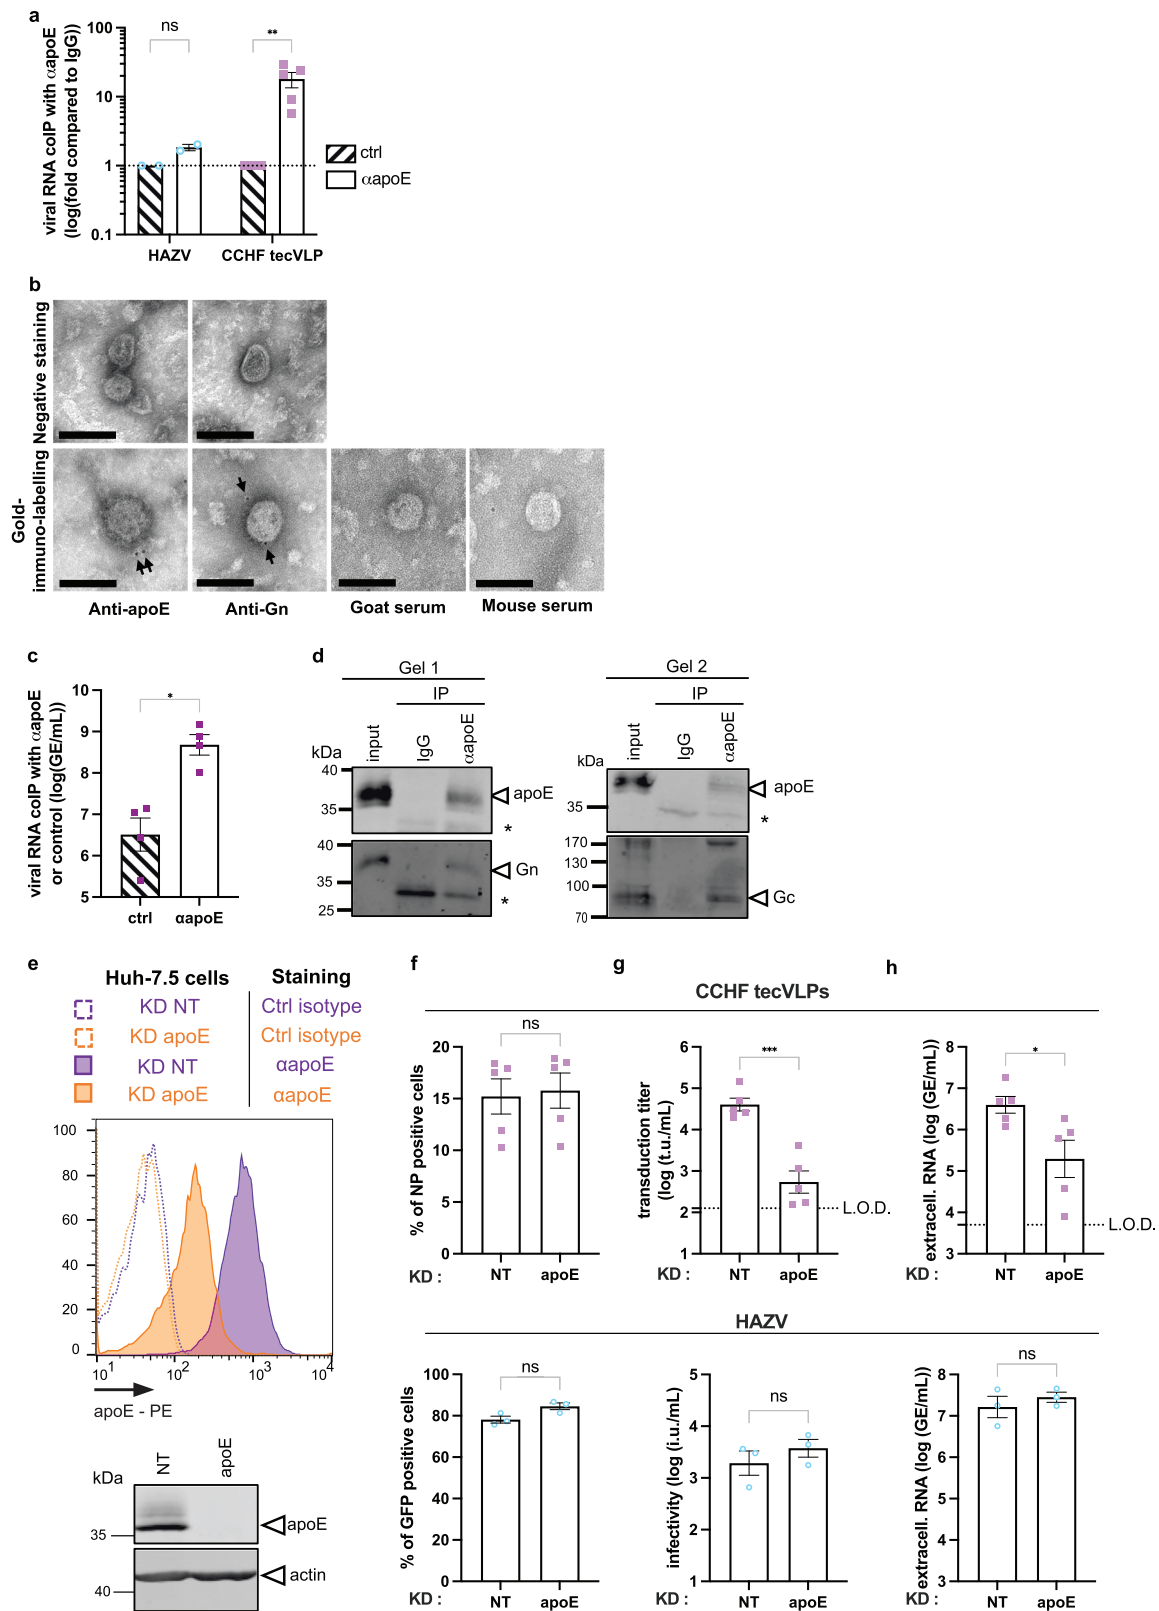 a
viral RNA coIP with αapoE
(log(fold compared to IgG))
100
10
1
0.1
ns
**
HAZV
CCHF tecVLP
ctrl
αapoE
b
Negative staining
Gold-
immuno-labelling
Anti-apoE
Anti-Gn
Goat serum
Mouse serum
c
viral RNA coIP with αapoE
or control (log(GE/mL))
10
9
8
7
6
5
*
ctrl
αapoE
d
Gel 1
IP
kDa
input
IgG
αapoE
40
35
apoE
*
40
35
25
Gn
*
Gel 2
IP
kDa
input
IgG
αapoE
35
apoE
*
170
130
100
70
Gc
e
Huh-7.5 cells
Staining
KD NT
Ctrl isotype
KD apoE
Ctrl isotype
KD NT
αapoE
KD apoE
αapoE
100
80
60
40
20
0
10^1
10^2
10^3
10^4
apoE - PE
kDa
NT
apoE
35
apoE
40
actin
f
g
h
CCHF tecVLPs
% of NP positive cells
20
15
10
5
0
ns
KD :
NT
apoE
transduction titer
(log (t.u./mL)
6
5
4
3
2
1
***
L.O.D.
KD :
NT
apoE
extracell. RNA (log (GE/mL))
8
7
6
5
4
3
*
L.O.D.
KD :
NT
apoE
HAZV
% of GFP positive cells
100
80
60
40
20
0
ns
KD :
NT
apoE
infectivity (log (i.u./mL)
5
4
3
2
1
ns
KD :
NT
apoE
extracell. RNA (log (GE/mL))
8
7
6
5
4
3
ns
KD :
NT
apoE